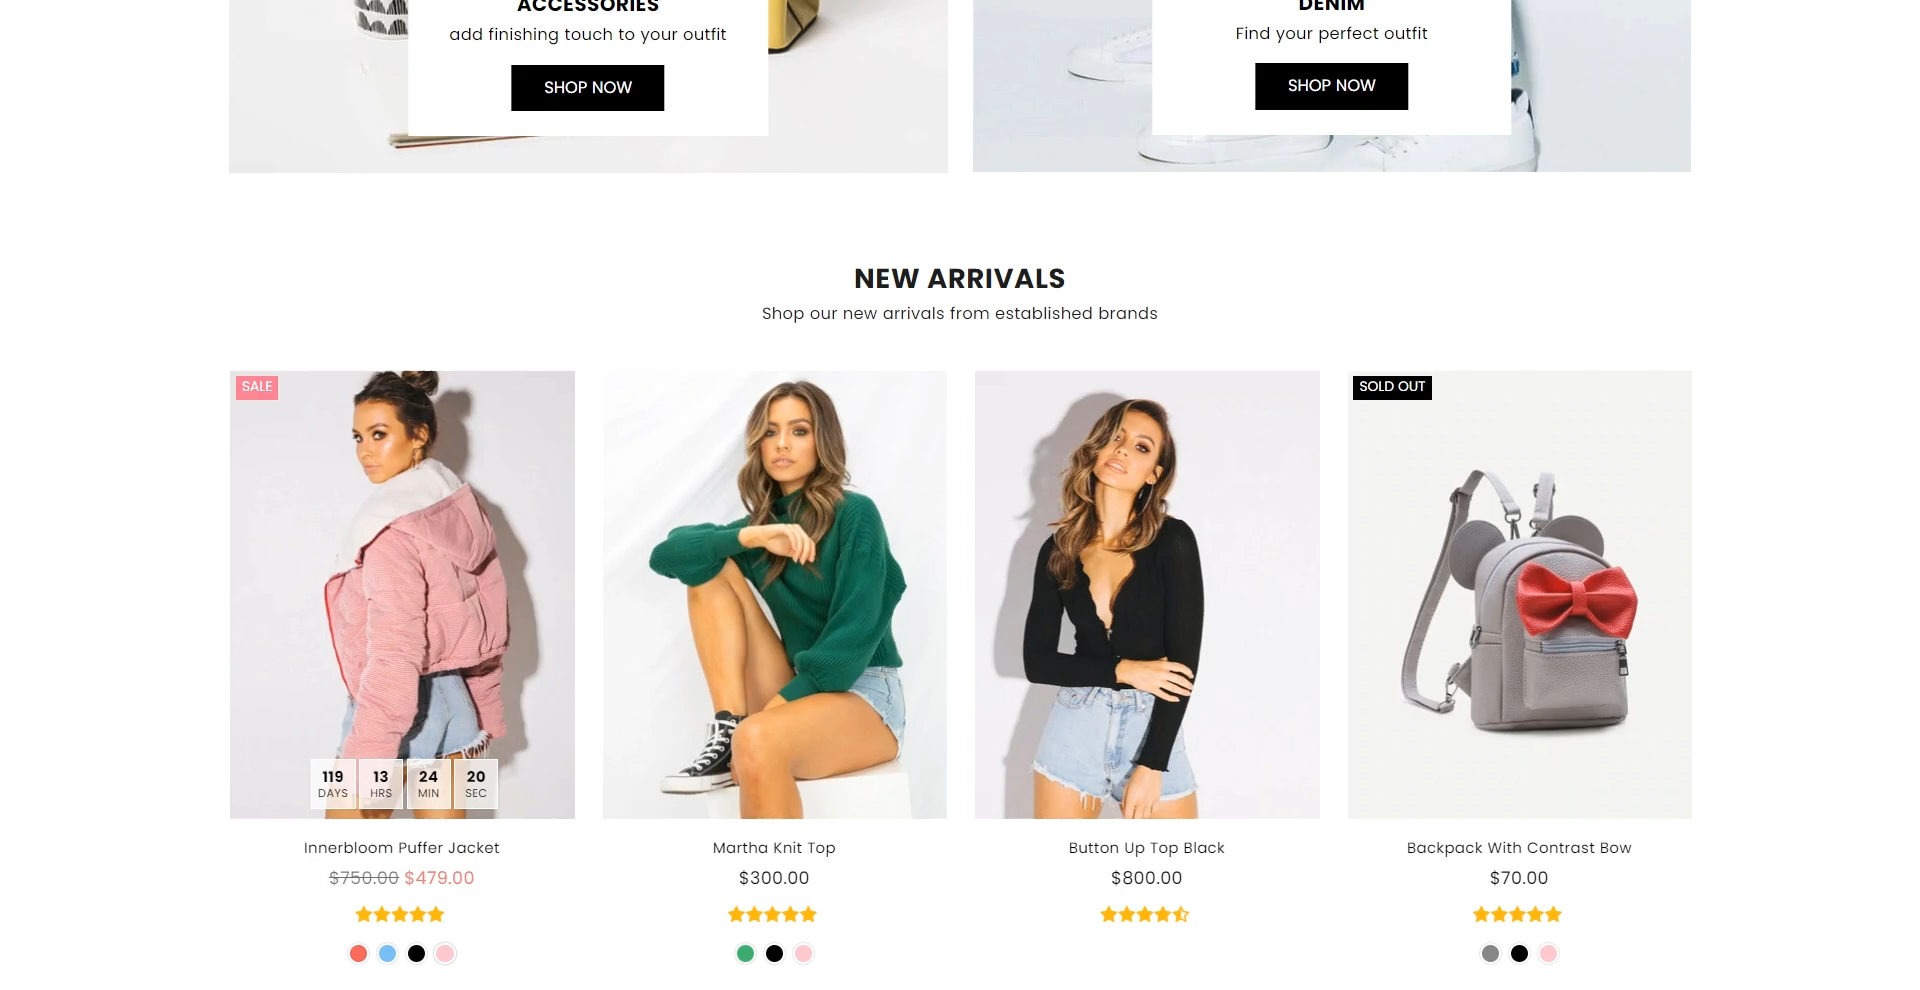 ACCESSORIES
add finishing touch to your outfit
SHOP NOW
DENIM
Find your perfect outfit
SHOP NOW
NEW ARRIVALS
Shop our new arrivals from established brands
SALE
119 13 24 20
DAYS HRS MIN SEC
Innerbloom Puffer Jacket
$750.00 $479.00
Martha Knit Top
$300.00
Button Up Top Black
$800.00
SOLD OUT
Backpack With Contrast Bow
$70.00